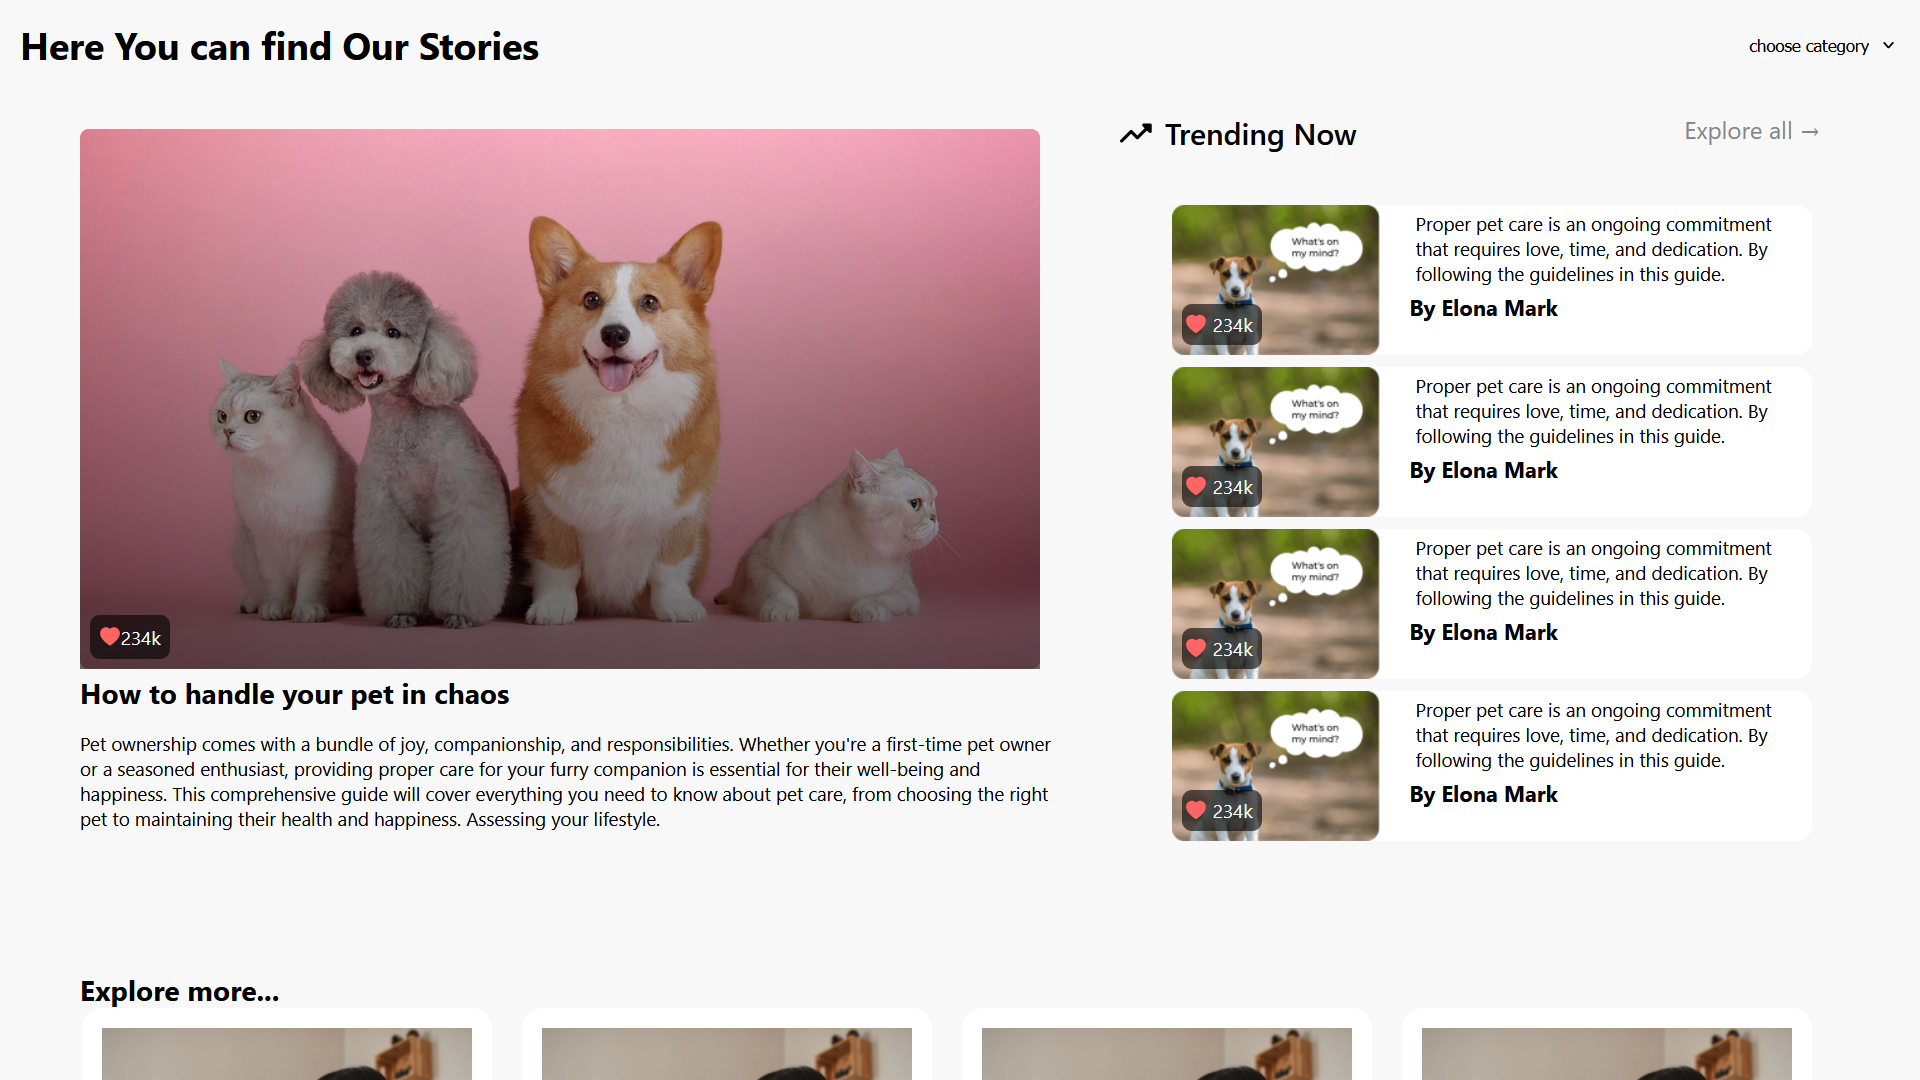 Here You can find Our Stories
choose category
234k
How to handle your pet in chaos
Pet ownership comes with a bundle of joy, companionship, and responsibilities. Whether you're a first-time pet owner
or a seasoned enthusiast, providing proper care for your furry companion is essential for their well-being and
happiness. This comprehensive guide will cover everything you need to know about pet care, from choosing the right
pet to maintaining their health and happiness. Assessing your lifestyle.
Trending Now
Explore all →
What's on
my mind?
234k
Proper pet care is an ongoing commitment
that requires love, time, and dedication. By
following the guidelines in this guide.
By Elona Mark
What's on
my mind?
234k
Proper pet care is an ongoing commitment
that requires love, time, and dedication. By
following the guidelines in this guide.
By Elona Mark
What's on
my mind?
234k
Proper pet care is an ongoing commitment
that requires love, time, and dedication. By
following the guidelines in this guide.
By Elona Mark
What's on
my mind?
234k
Proper pet care is an ongoing commitment
that requires love, time, and dedication. By
following the guidelines in this guide.
By Elona Mark
Explore more...